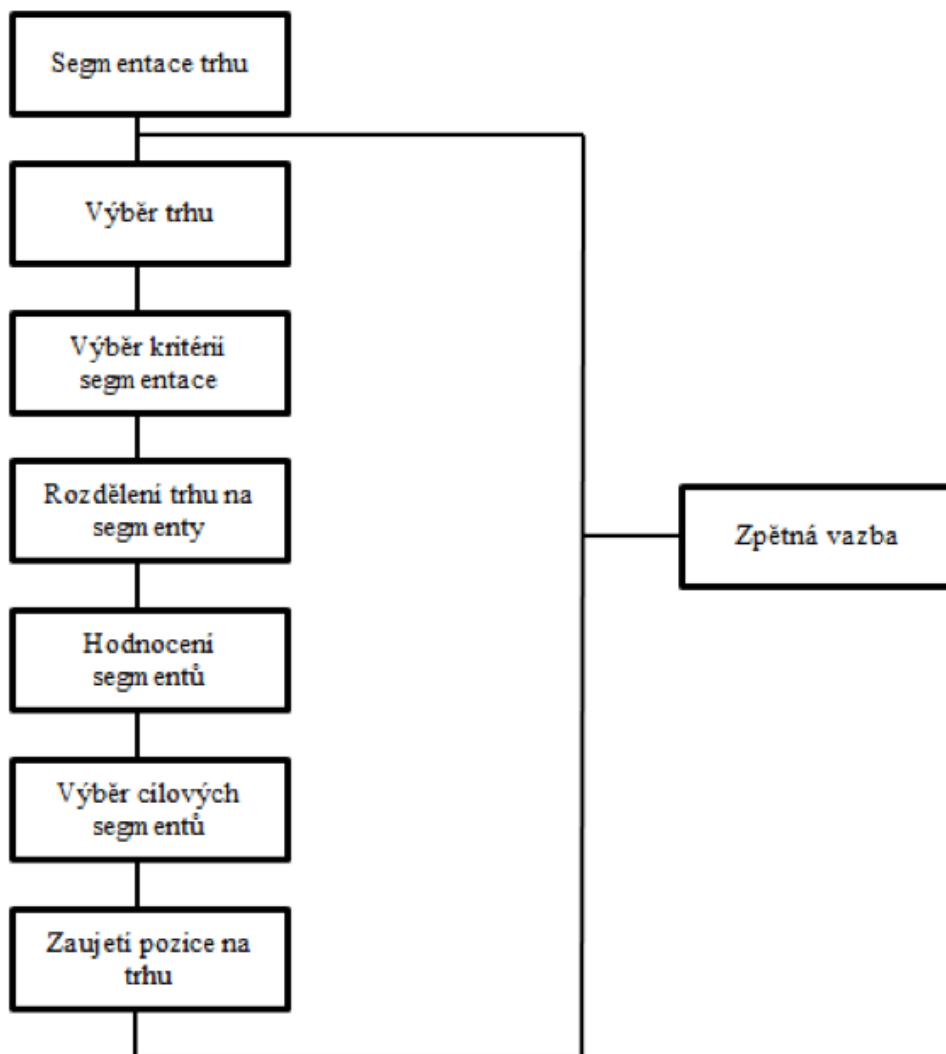 Segmentace trhu
Výběr trhu
Výběr kritérií
segmentace
Rozdělení trhu na
segmenty
Zpětná vazba
Hodnocení
segmentů
Výběr cílových
segmentů
Zaujetí pozice na
trhu